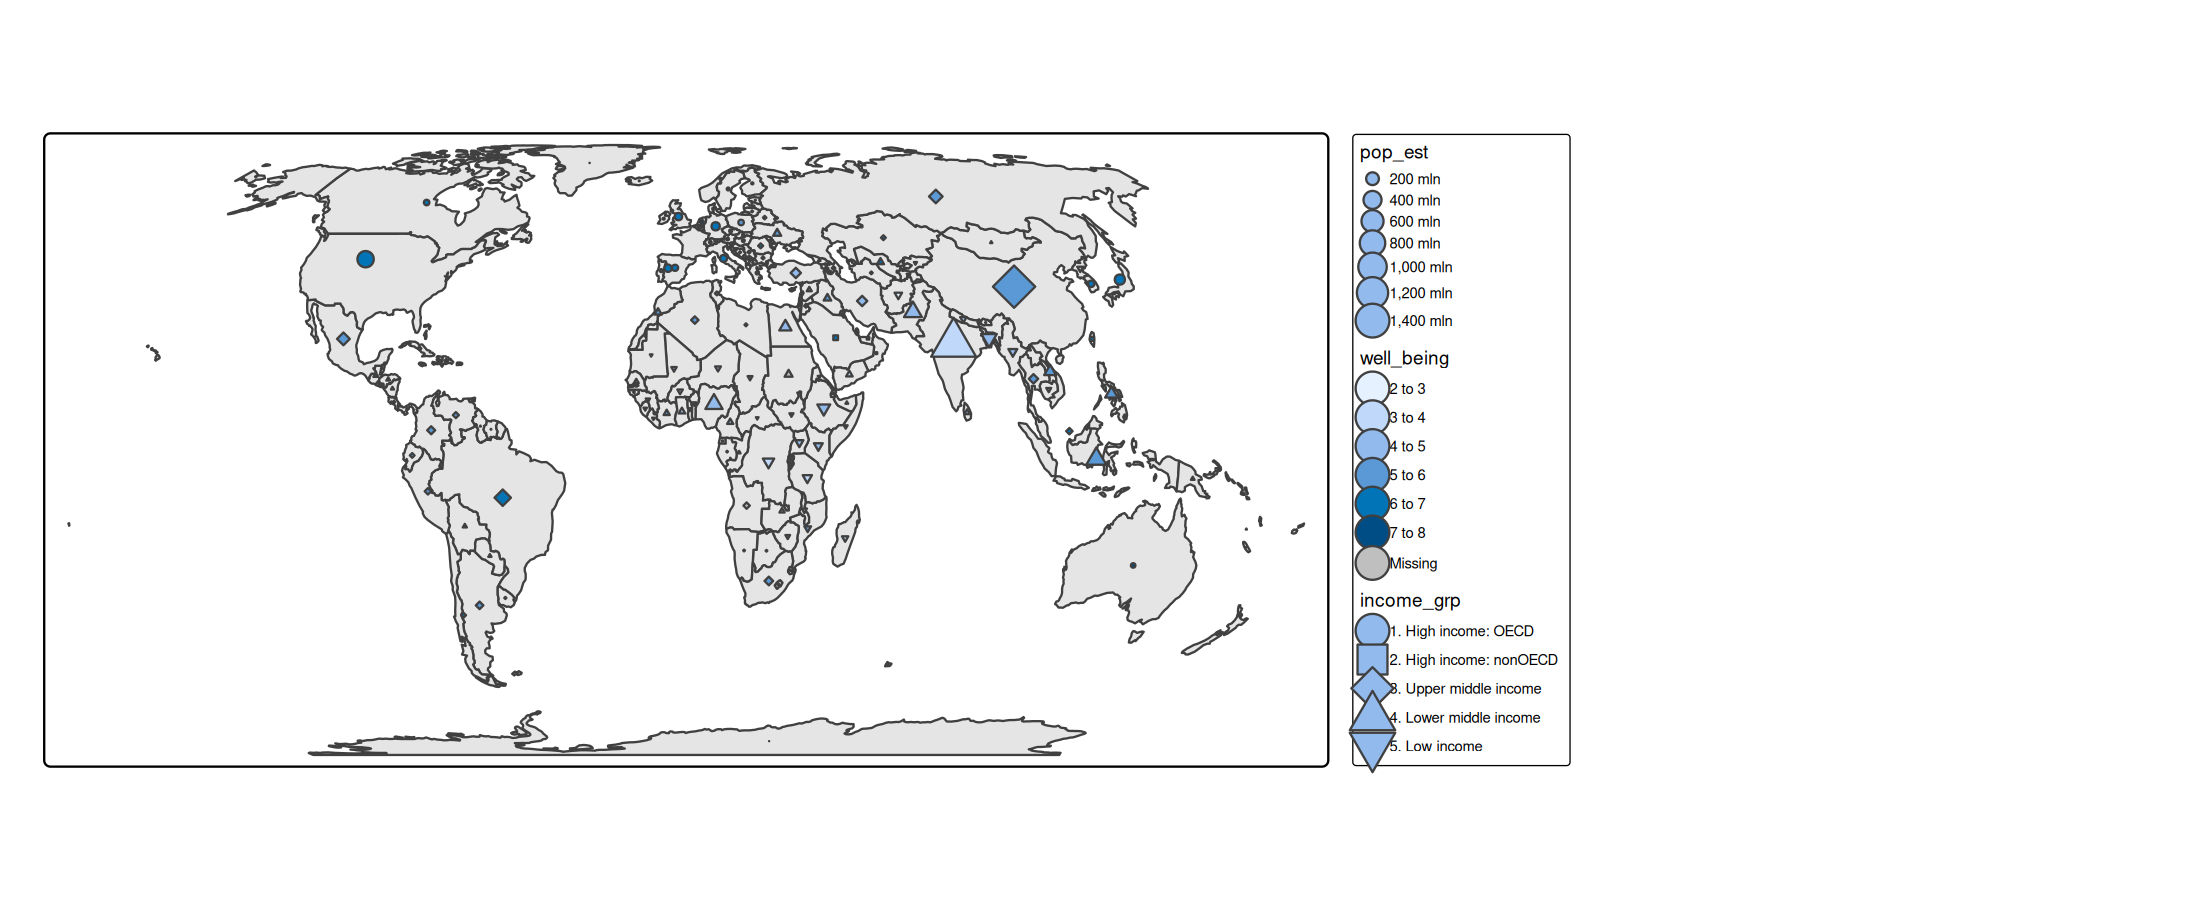 pop_est
200 mln
400 mln
600 mln
800 mln
1,000 mln
1,200 mln
1,400 mln
well_being
2 to 3
3 to 4
4 to 5
5 to 6
6 to 7
7 to 8
Missing
income_grp
1. High income: OECD
2. High income: nonOECD
3. Upper middle income
4. Lower middle income
5. Low income